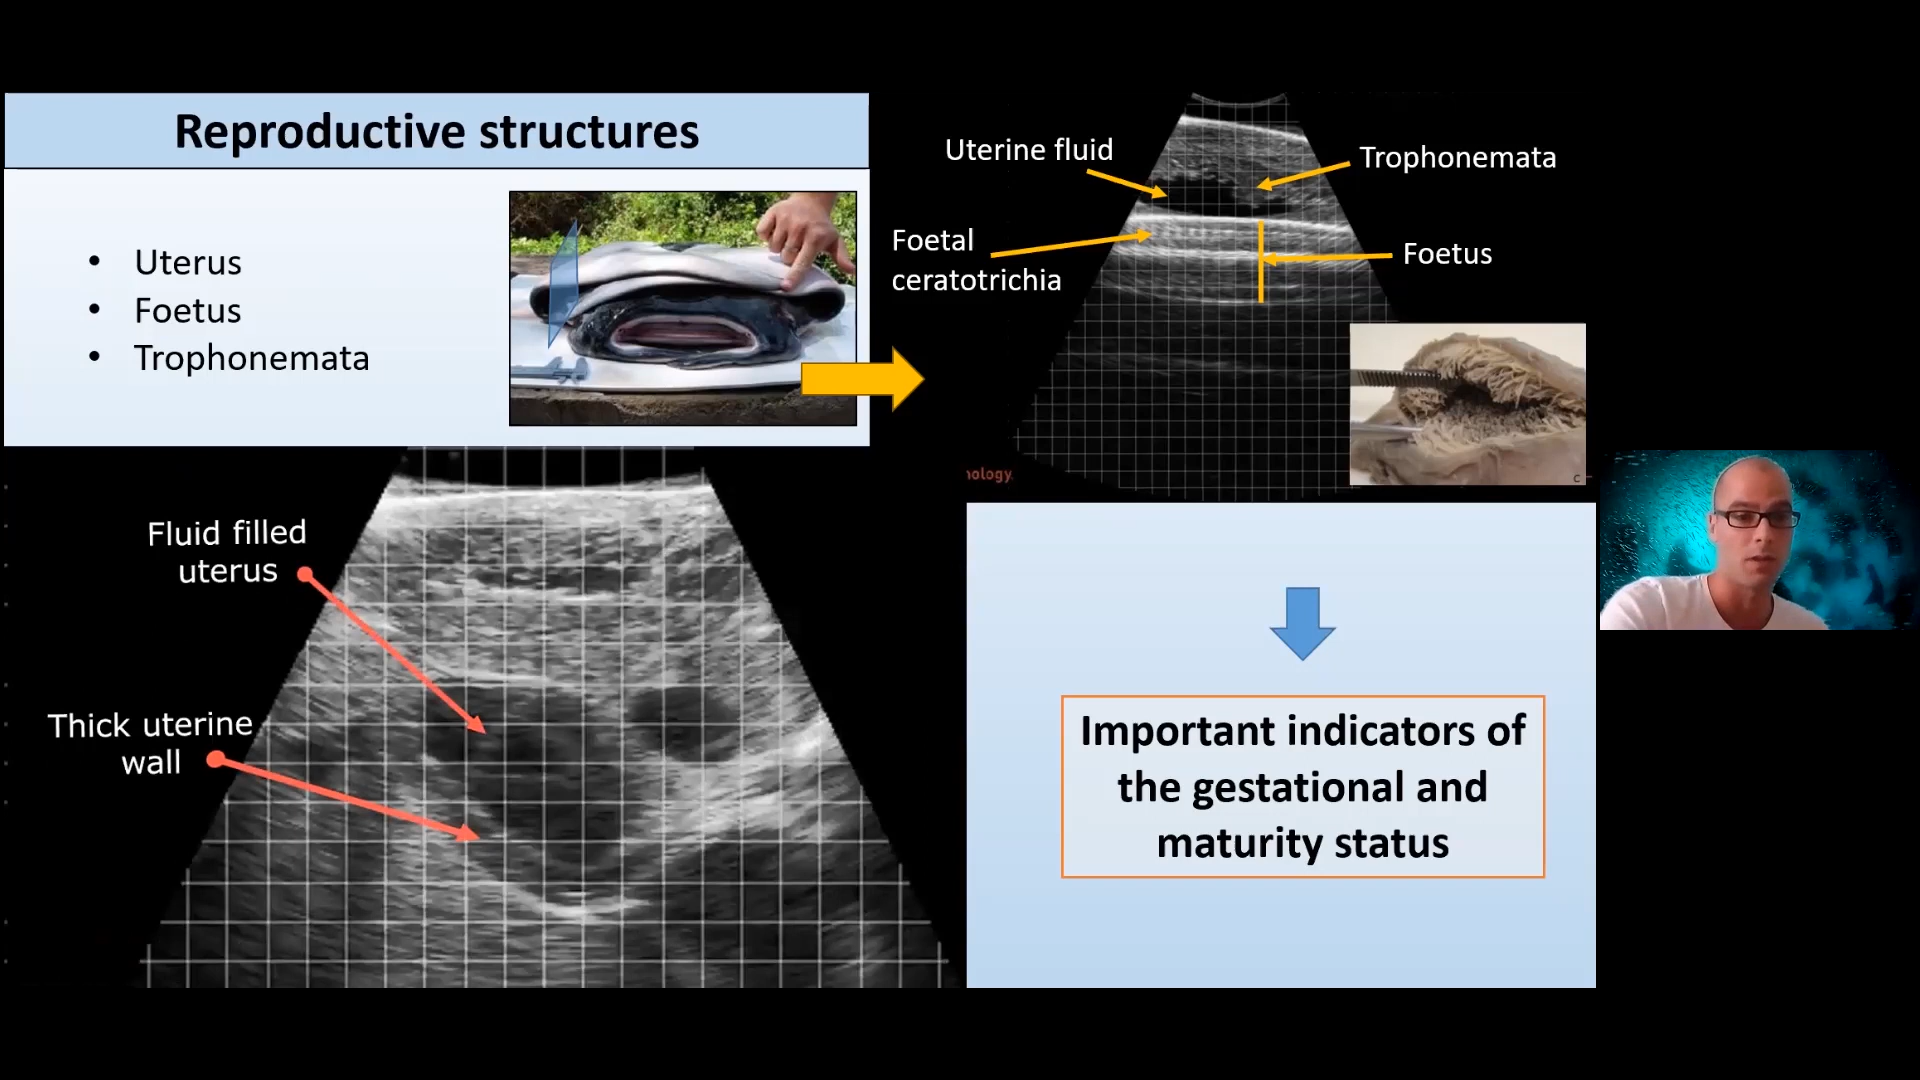 Reproductive structures
• Uterus
• Foetus
• Trophonemata
Uterine fluid
Trophonemata
Foetal
ceratotrichia
Foetus
nology.
C
Fluid filled
uterus
Thick uterine
wall
Important indicators of
the gestational and
maturity status